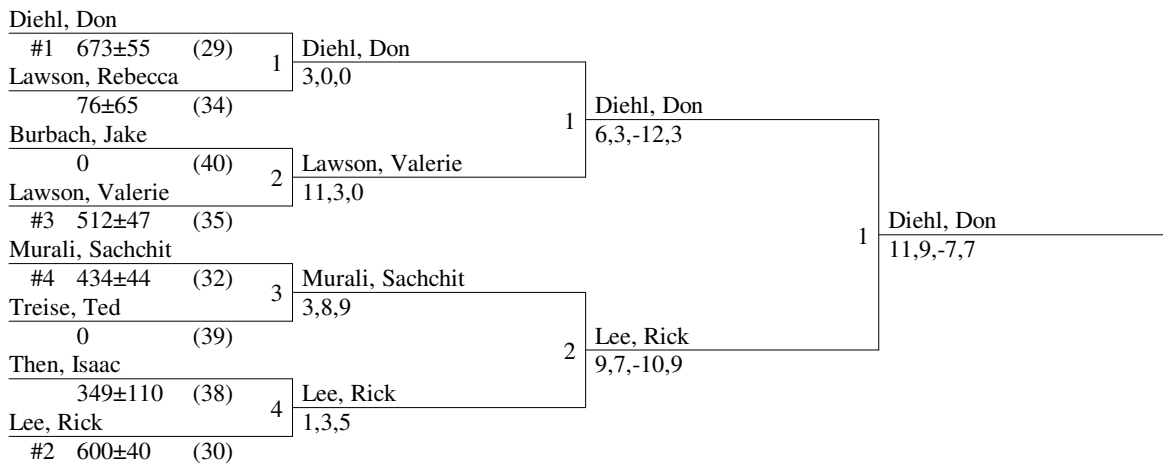 Diehl, Don
#1 673±55 (29)
Lawson, Rebecca
76±65 (34)
Burbach, Jake
0 (40)
Lawson, Valerie
#3 512±47 (35)
Murali, Sachchit
#4 434±44 (32)
Treise, Ted
0 (39)
Then, Isaac
349±110 (38)
Lee, Rick
#2 600±40 (30)
1
Diehl, Don
3,0,0
2
Lawson, Valerie
11,3,0
3
Murali, Sachchit
3,8,9
4
Lee, Rick
1,3,5
1
Diehl, Don
6,3,-12,3
2
Lee, Rick
9,7,-10,9
1
Diehl, Don
11,9,-7,7